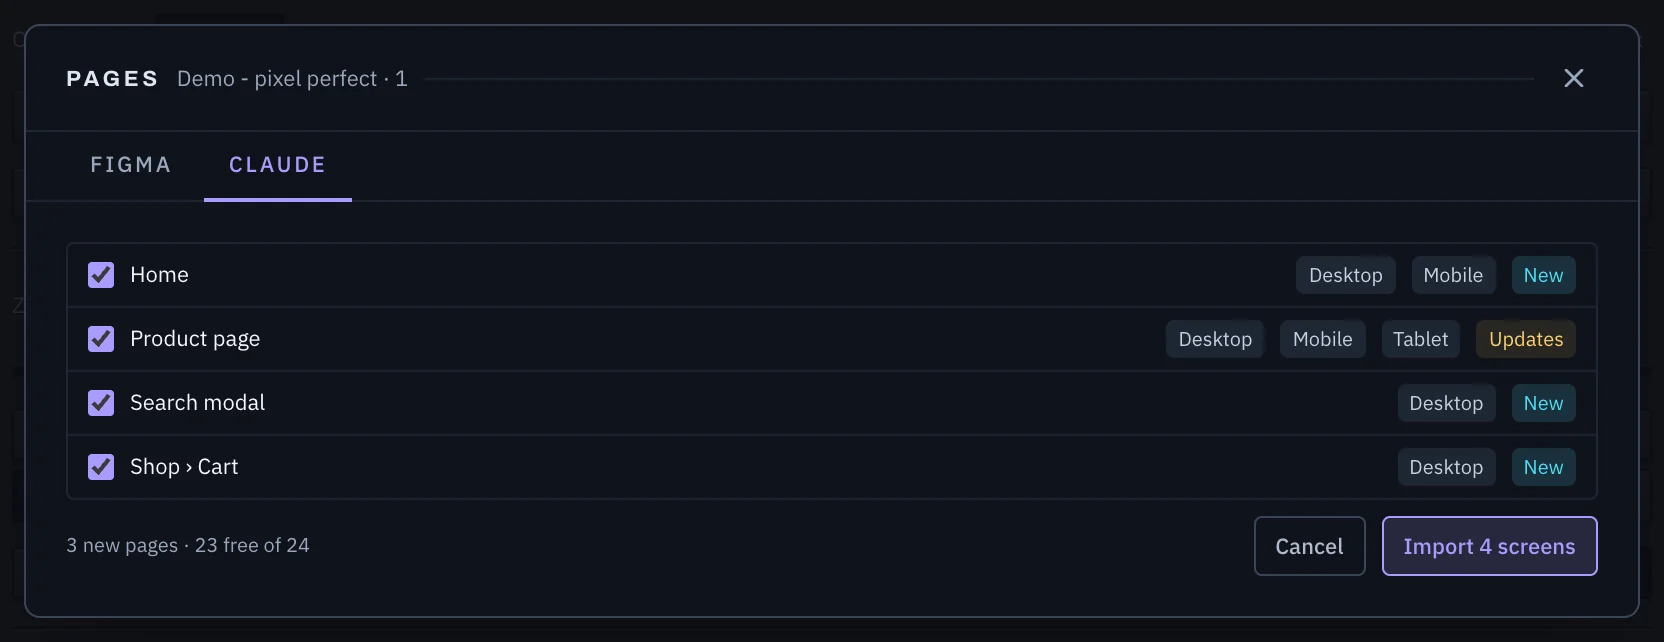 PAGES Demo - pixel perfect · 1
FIGMA CLAUDE
Home Desktop Mobile New
Product page Desktop Mobile Tablet Updates
Search modal Desktop New
Shop › Cart Desktop New
3 new pages · 23 free of 24 Cancel Import 4 screens